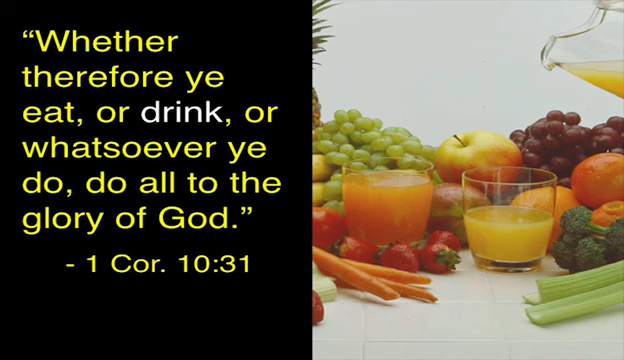 “Whether
therefore ye
eat, or drink, or
whatsoever ye
do, do all to the
glory of God.”
- 1 Cor. 10:31